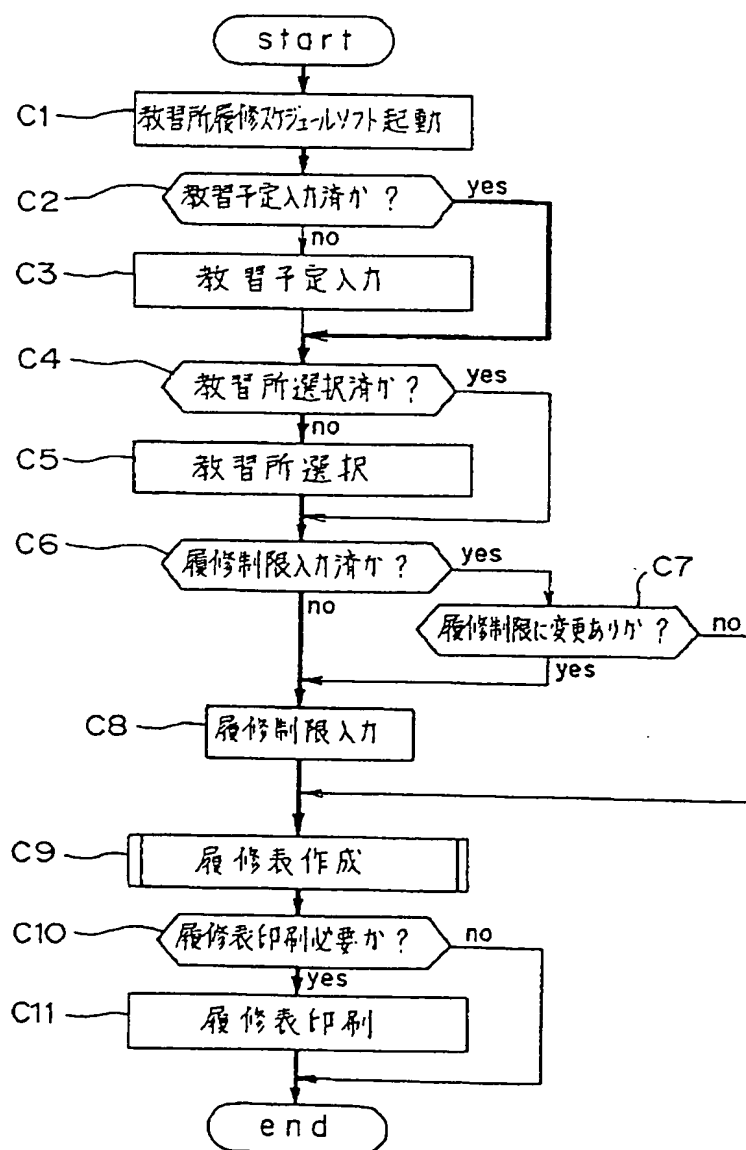 start
C1
教習所履修スケジュールソフト起動
C2
教習予定入力済か？
yes
no
C3
教習予定入力
C4
教習所選択済か？
yes
no
C5
教習所選択
C6
履修制限入力済か？
yes
no
C7
履修制限に変更ありか？
no
yes
C8
履修制限入力
C9
履修表作成
C10
履修表印刷必要か？
no
yes
C11
履修表印刷
end